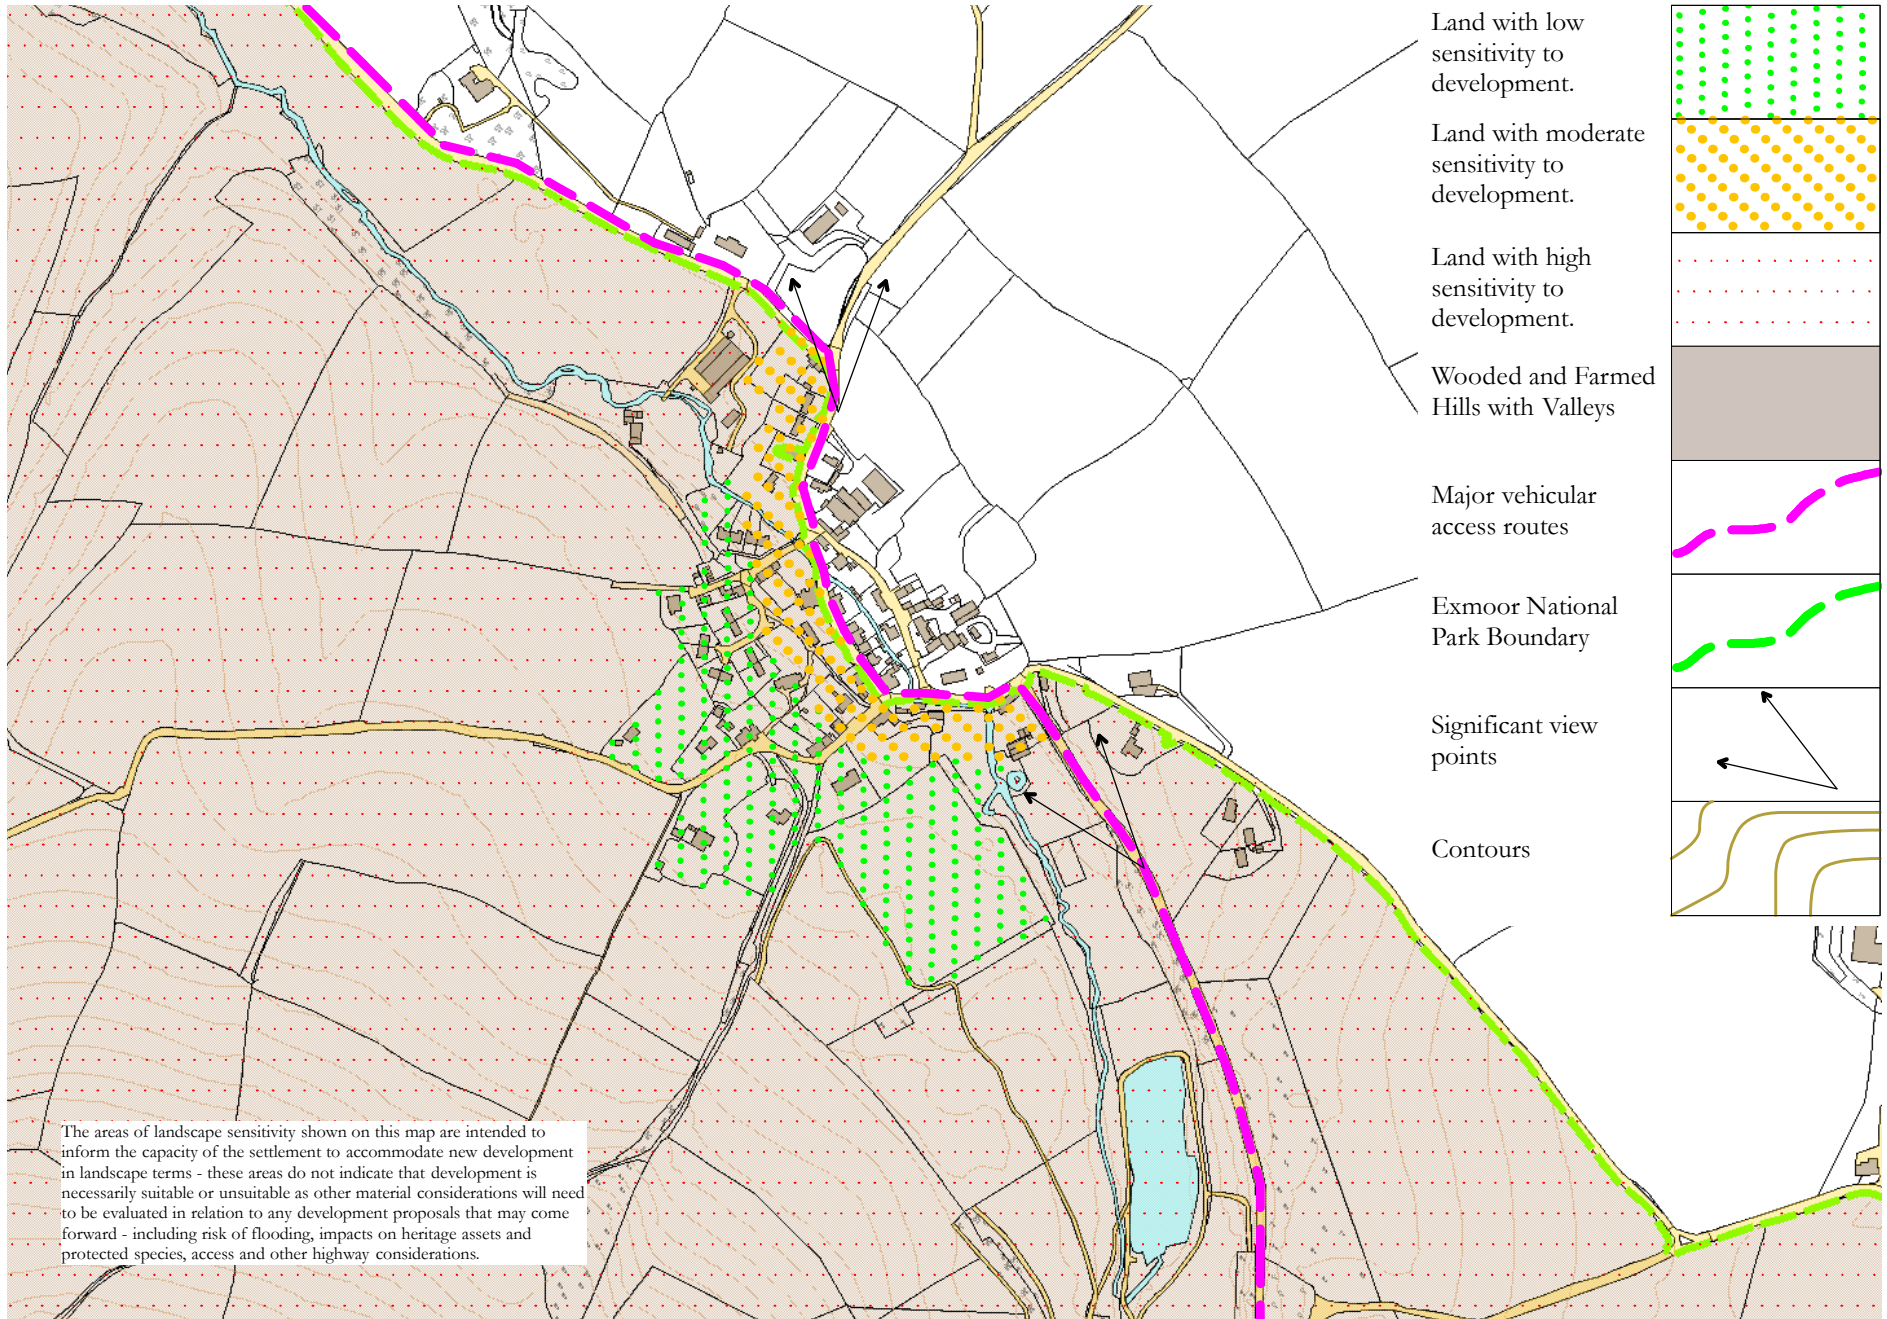 Land with low
sensitivity to
development.
Land with moderate
sensitivity to
development.
Land with high
sensitivity to
development.
Wooded and Farmed
Hills with Valleys
Major vehicular
access routes
Exmoor National
Park Boundary
Significant view
points
Contours
The areas of landscape sensitivity shown on this map are intended to
inform the capacity of the settlement to accommodate new development
in landscape terms - these areas do not indicate that development is
necessarily suitable or unsuitable as other material considerations will need
to be evaluated in relation to any development proposals that may come
forward - including risk of flooding, impacts on heritage assets and
protected species, access and other highway considerations.